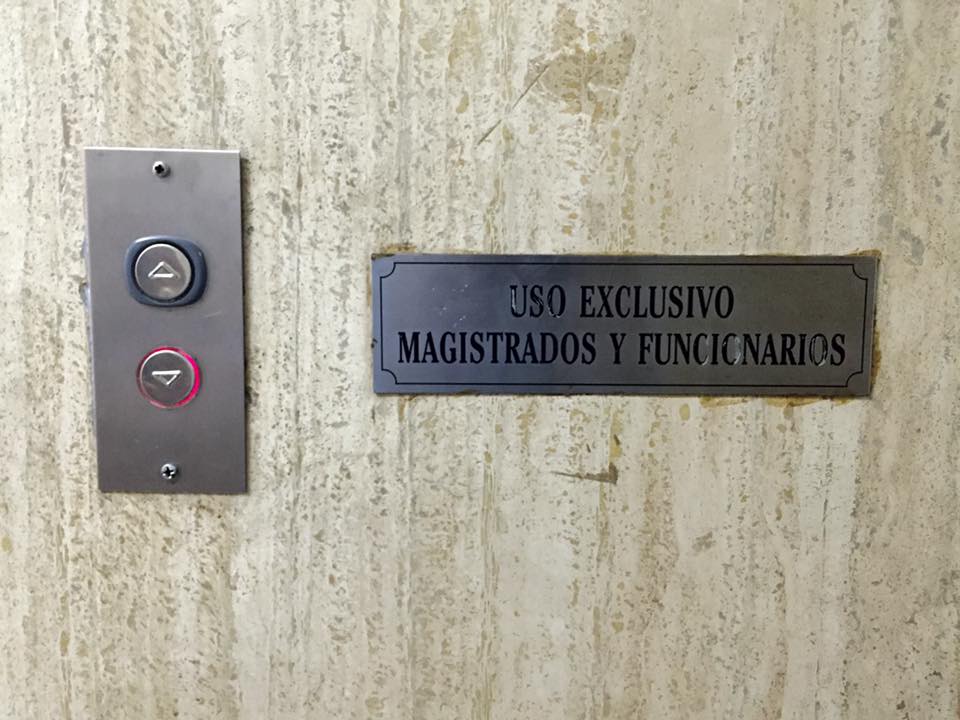 USO EXCLUSIVO
MAGISTRADOS Y FUNCIONARIOS